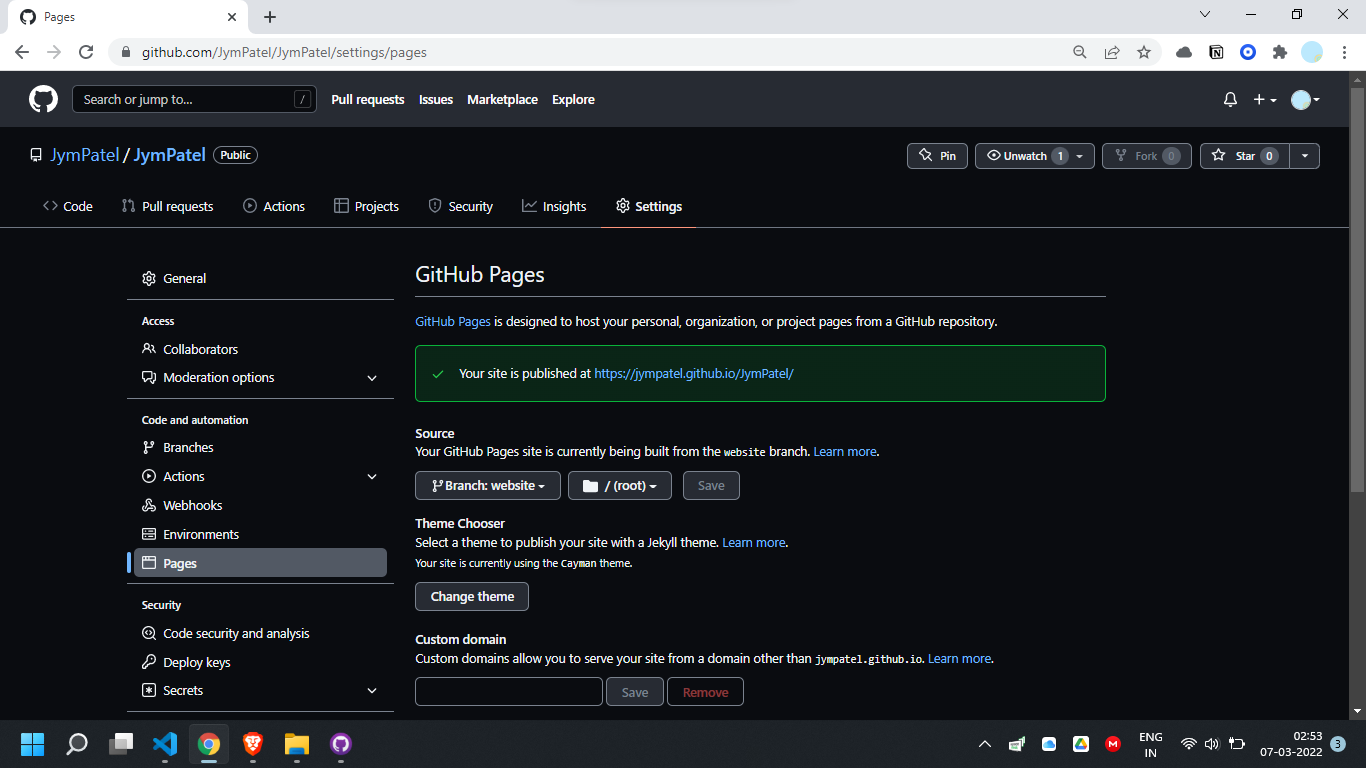 Pages
github.com/JymPatel/JymPatel/settings/pages
Search or jump to... /
Pull requests Issues Marketplace Explore
JymPatel / JymPatel Public
Pin Unwatch 1 Fork 0 Star 0
Code Pull requests Actions Projects Security Insights Settings
General
Access
Collaborators
Moderation options
Code and automation
Branches
Actions
Webhooks
Environments
Pages
Security
Code security and analysis
Deploy keys
Secrets
GitHub Pages
GitHub Pages is designed to host your personal, organization, or project pages from a GitHub repository.
Your site is published at https://jympatel.github.io/JymPatel/
Source
Your GitHub Pages site is currently being built from the website branch. Learn more.
Branch: website / (root) Save
Theme Chooser
Select a theme to publish your site with a Jekyll theme. Learn more.
Your site is currently using the Cayman theme.
Change theme
Custom domain
Custom domains allow you to serve your site from a domain other than jympatel.github.io. Learn more.
Save Remove
ENG
IN
02:53
07-03-2022
3